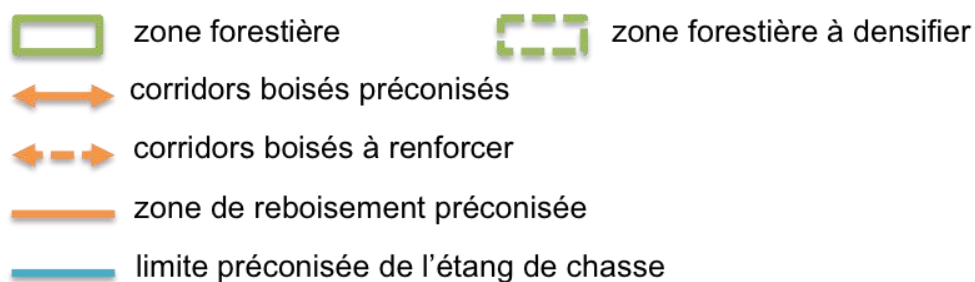 zone forestière zone forestière à densifier
corridors boisés préconisés
corridors boisés à renforcer
zone de reboisement préconisée
limite préconisée de l'étang de chasse